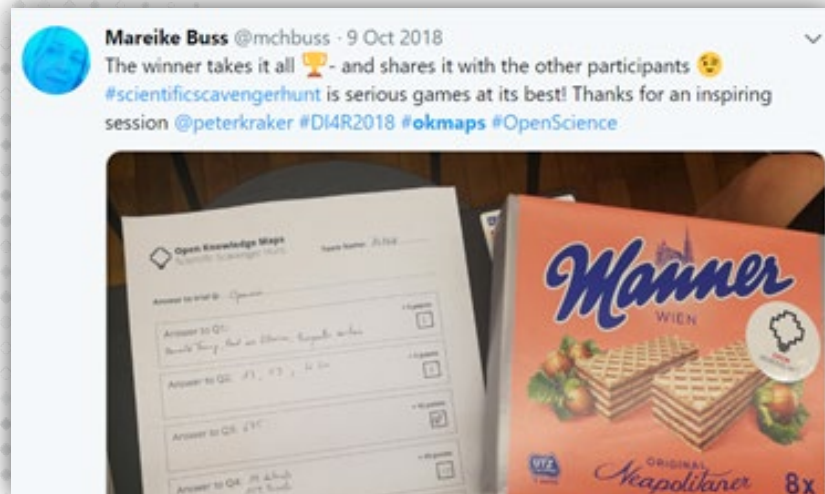 Mareike Buss @mchbuss · 9 Oct 2018
The winner takes it all 🏆- and shares it with the other participants 😉
#scientificscavengerhunt is serious games at its best! Thanks for an inspiring
session @peterkraker #DI4R2018 #okmaps #OpenScience
Open Knowledge Maps
Scientific Scavenger Hunt
Team Name:
Answer to trial Q:
Answer to Q1:
Answer to Q2:
Answer to Q3:
Answer to Q4:
Manner
WIEN
UTZ
ORIGINAL
Neapolitaner
8x